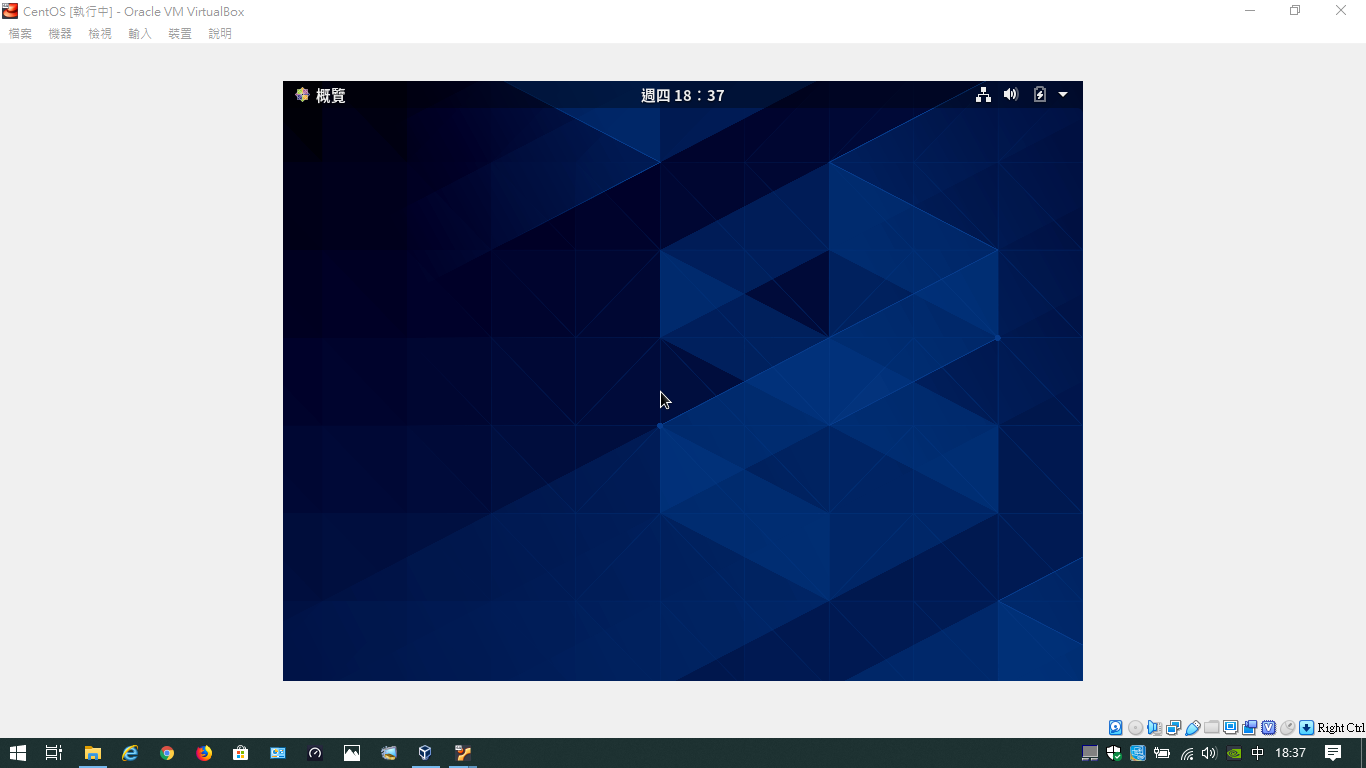 CentOS [執行中] - Oracle VM VirtualBox
檔案 機器 檢視 輸入 裝置 說明
概覽 週四 18：37
Right Ctrl
中 18:37